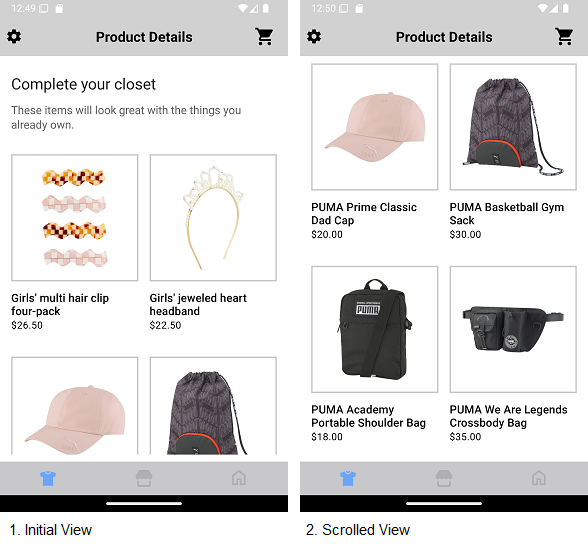 12:49
Product Details
Complete your closet
These items will look great with the things you
already own.
Girls' multi hair clip
four-pack
$26.50
Girls' jeweled heart
headband
$22.50
1. Initial View
12:50
Product Details
PUMA Prime Classic
Dad Cap
$20.00
PUMA Basketball Gym
Sack
$30.00
PUMA
PUMA Academy
Portable Shoulder Bag
$18.00
PUMA We Are Legends
Crossbody Bag
$35.00
2. Scrolled View